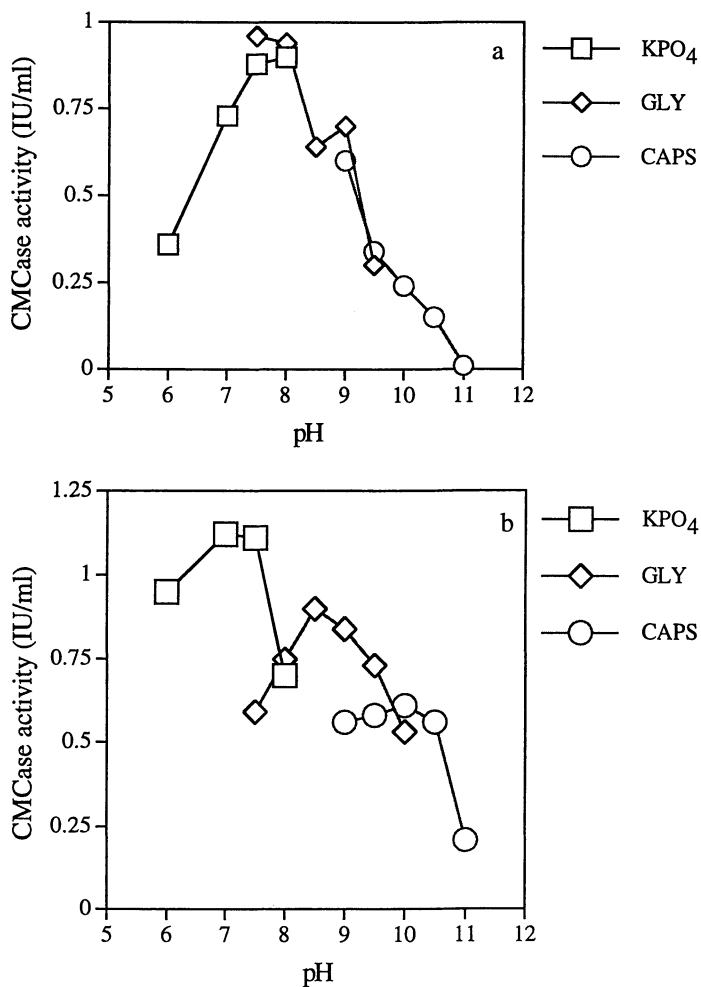 1
0.75
0.5
0.25
0
CMCase activity (IU/ml)
5 6 7 8 9 10 11 12
pH
a
KPO4
GLY
CAPS
1.25
1
0.75
0.5
0.25
0
CMCase activity (IU/ml)
5 6 7 8 9 10 11 12
pH
b
KPO4
GLY
CAPS